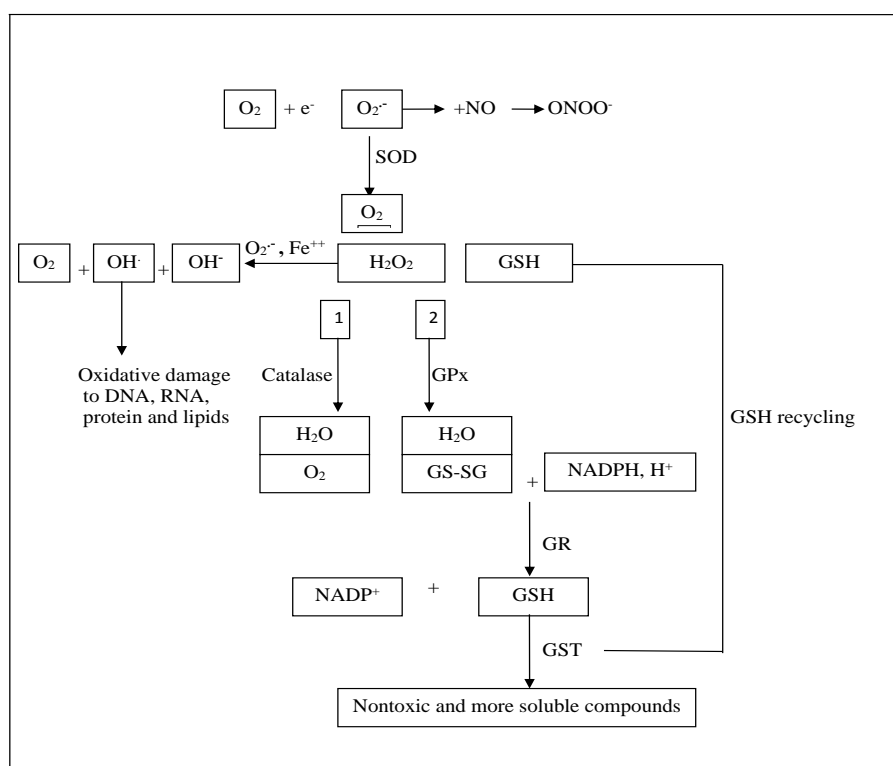 O₂ + e⁻ O₂·⁻ +NO ONOO⁻
SOD
O₂
O₂ + OH· + OH⁻ O₂·⁻, Fe⁺⁺ H₂O₂ GSH
1 2
Oxidative damage
to DNA, RNA,
protein and lipids
Catalase GPx
GSH recycling
H₂O H₂O
O₂ GS-SG + NADPH, H⁺
GR
NADP⁺ + GSH
GST
Nontoxic and more soluble compounds